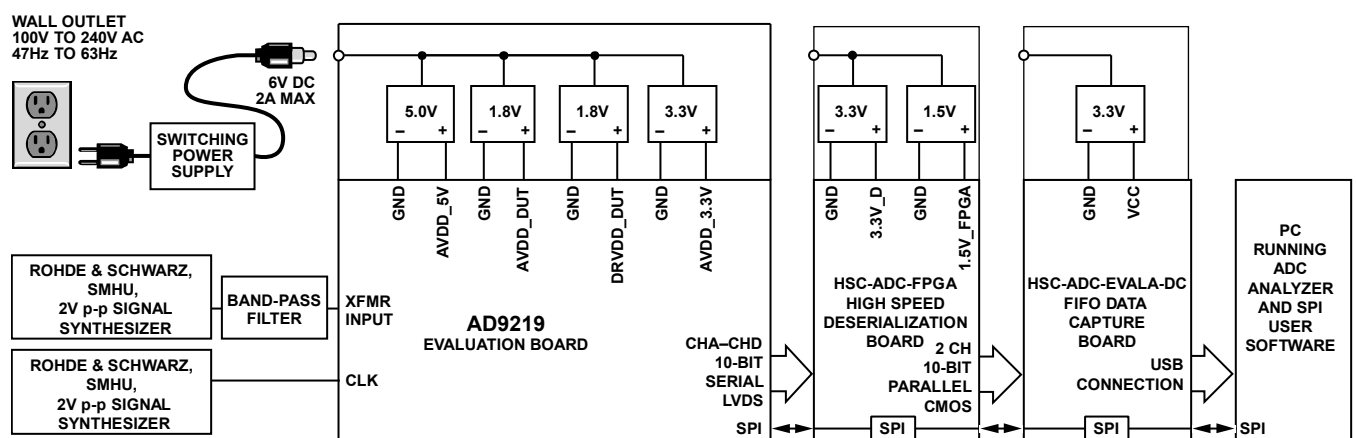 WALL OUTLET
100V TO 240V AC
47Hz TO 63Hz
6V DC
2A MAX
SWITCHING
POWER
SUPPLY
5.0V
– +
1.8V
– +
1.8V
– +
3.3V
– +
GND
AVDD_5V
GND
AVDD_DUT
GND
DRVDD_DUT
GND
AVDD_3.3V
3.3V
– +
1.5V
– +
GND
3.3V_D
GND
1.5V_FPGA
3.3V
– +
GND
VCC
ROHDE & SCHWARZ,
SMHU,
2V p-p SIGNAL
SYNTHESIZER
BAND-PASS
FILTER
XFMR
INPUT
ROHDE & SCHWARZ,
SMHU,
2V p-p SIGNAL
SYNTHESIZER
CLK
AD9219
EVALUATION BOARD
CHA–CHD
10-BIT
SERIAL
LVDS
SPI
HSC-ADC-FPGA
HIGH SPEED
DESERIALIZATION
BOARD
2 CH
10-BIT
PARALLEL
CMOS
SPI
HSC-ADC-EVALA-DC
FIFO DATA
CAPTURE
BOARD
USB
CONNECTION
SPI
PC
RUNNING
ADC
ANALYZER
AND SPI
USER
SOFTWARE
SPI